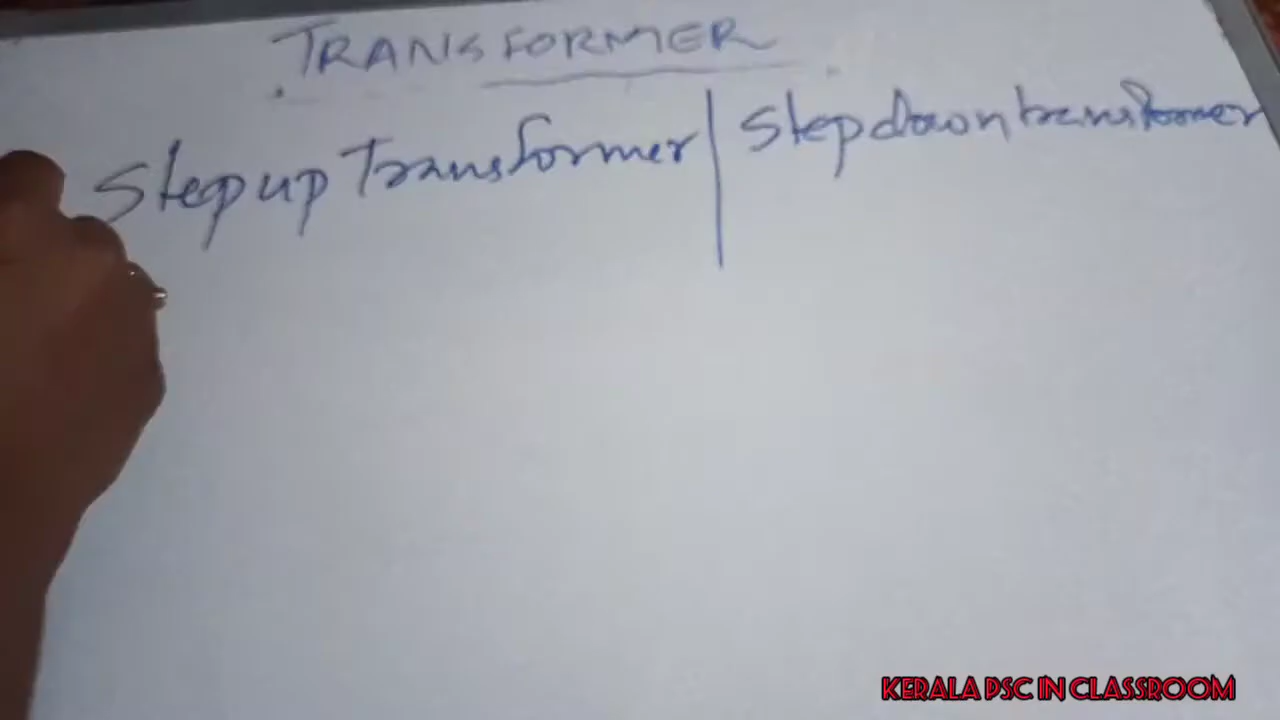 TRANSFORMER
Step up Transformer | Step down transformer
KERALA PSC IN CLASSROOM